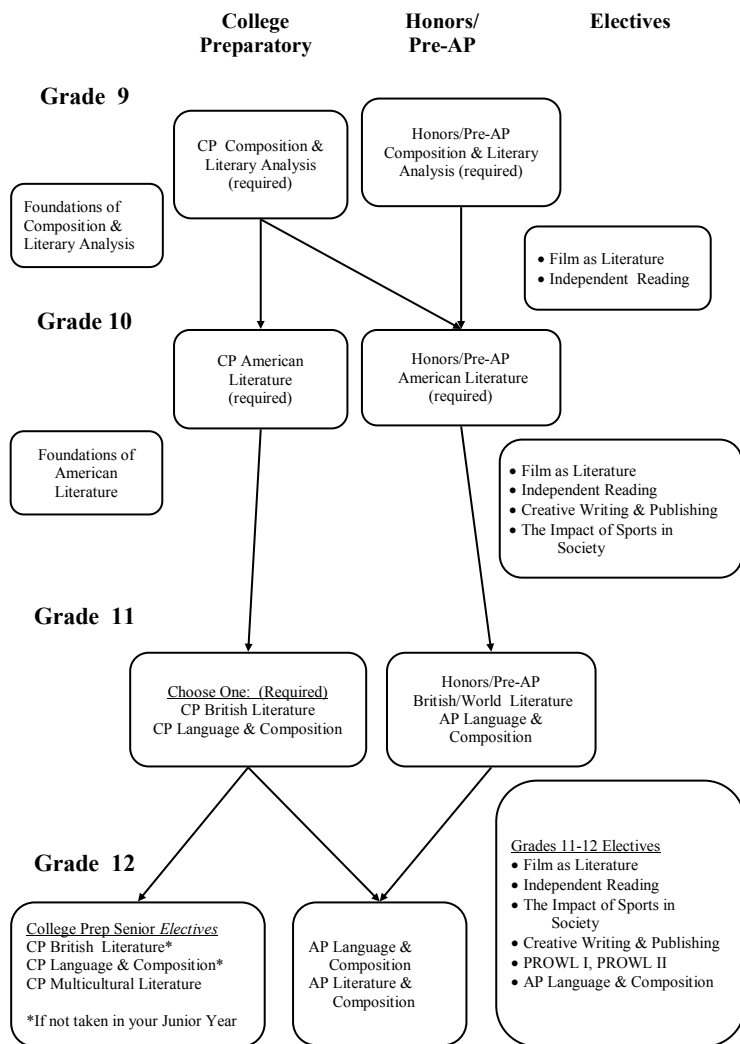 College
Preparatory
Honors/
Pre-AP
Electives
Grade 9
CP Composition &
Literary Analysis
(required)
Honors/Pre-AP
Composition & Literary
Analysis (required)
Foundations of
Composition &
Literary Analysis
• Film as Literature
• Independent Reading
Grade 10
CP American
Literature
(required)
Honors/Pre-AP
American Literature
(required)
Foundations of
American
Literature
• Film as Literature
• Independent Reading
• Creative Writing & Publishing
• The Impact of Sports in
Society
Grade 11
Choose One: (Required)
CP British Literature
CP Language & Composition
Honors/Pre-AP
British/World Literature
AP Language &
Composition
Grade 12
College Prep Senior Electives
CP British Literature*
CP Language & Composition*
CP Multicultural Literature
*If not taken in your Junior Year
AP Language &
Composition
AP Literature &
Composition
Grades 11-12 Electives
• Film as Literature
• Independent Reading
• The Impact of Sports in
Society
• Creative Writing & Publishing
• PROWL I, PROWL II
• AP Language & Composition